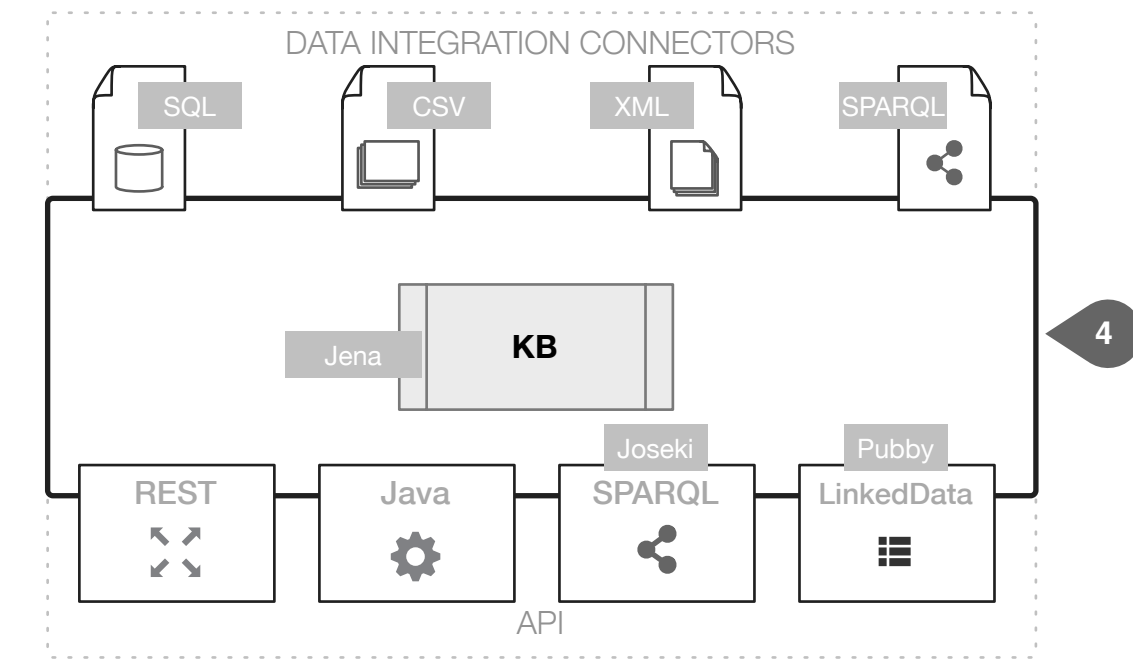 DATA INTEGRATION CONNECTORS
SQL
CSV
XML
SPARQL
KB
Jena
4
Joseki
Pubby
REST
Java
SPARQL
LinkedData
API